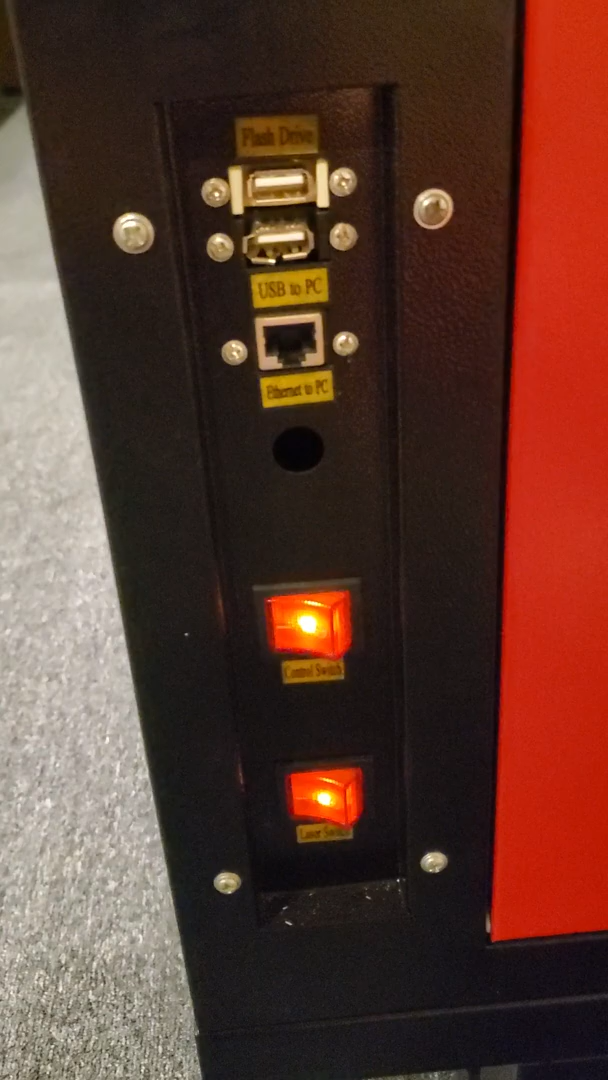 Flash Drive
USB to PC
Ethernet to PC
Control Switch
Laser Switch